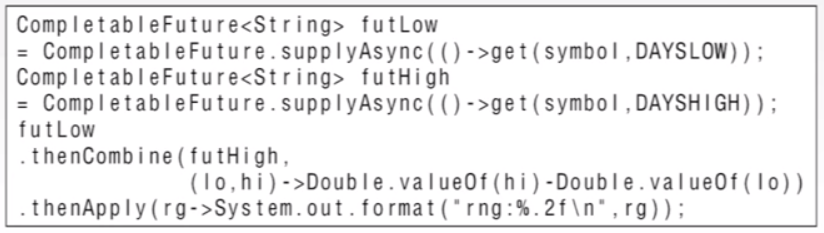 CompletableFuture<String> futLow
= CompletableFuture.supplyAsync(()->get(symbol,DAYSLOW));
CompletableFuture<String> futHigh
= CompletableFuture.supplyAsync(()->get(symbol,DAYSHIGH));
futLow
.thenCombine(futHigh,
(lo,hi)->Double.valueOf(hi)-Double.valueOf(lo))
.thenApply(rg->System.out.format("rng:%.2f\n",rg));